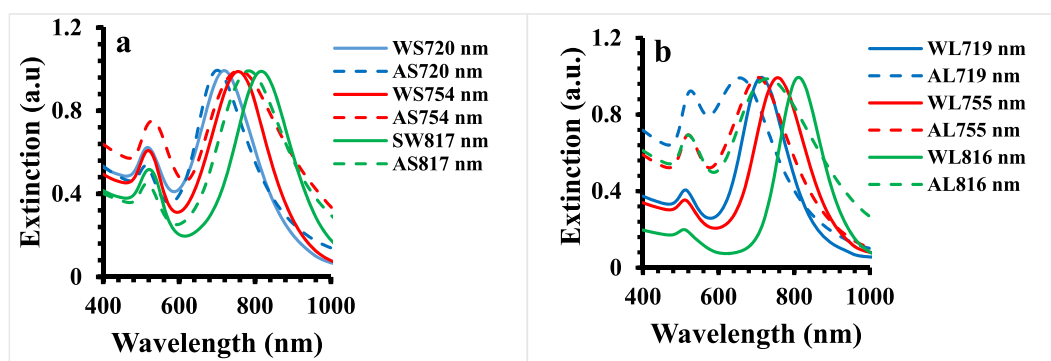 a
Extinction (a.u)
1.2
0.8
0.4
0
400
600
800
1000
Wavelength (nm)
WS720 nm
AS720 nm
WS754 nm
AS754 nm
SW817 nm
AS817 nm
b
Extinction (a.u.)
1.2
0.8
0.4
0
400
600
800
1000
Wavelength (nm)
WL719 nm
AL719 nm
WL755 nm
AL755 nm
WL816 nm
AL816 nm